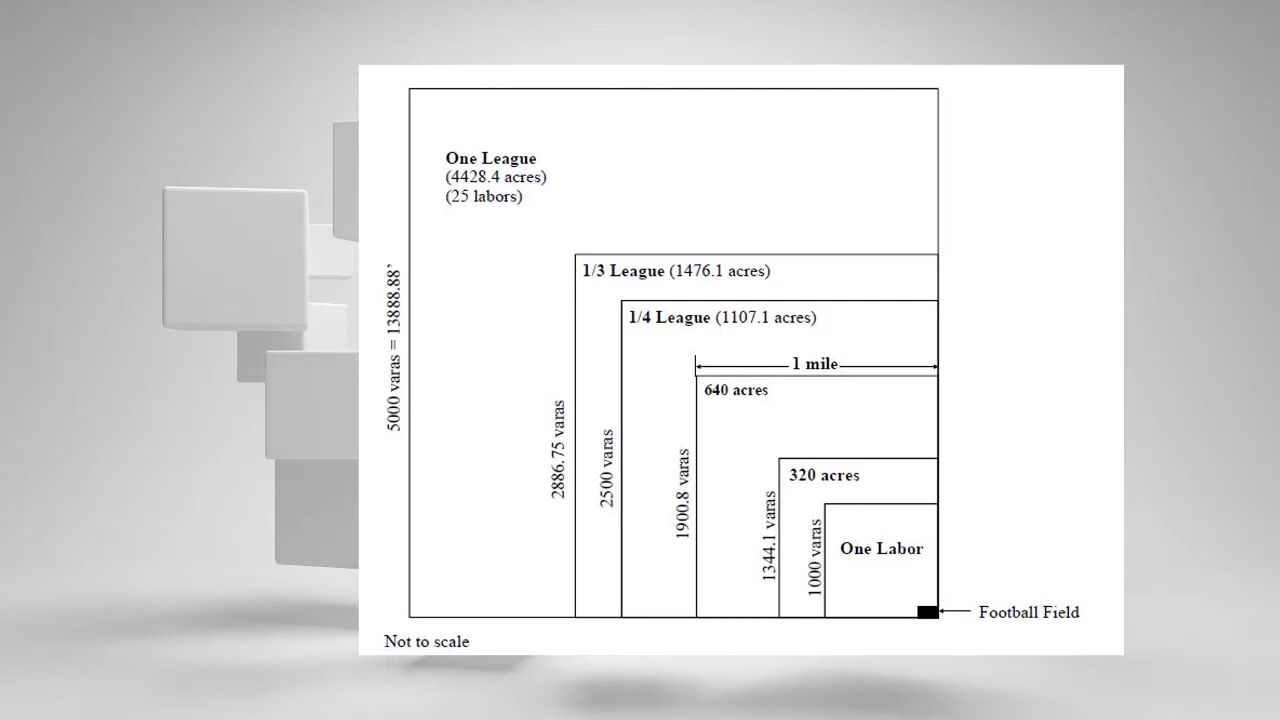 One League
(4428.4 acres)
(25 labors)
5000 varas = 13888.88’
1/3 League (1476.1 acres)
2886.75 varas
1/4 League (1107.1 acres)
2500 varas
1 mile
640 acres
1900.8 varas
320 acres
1344.1 varas
One Labor
1000 varas
Football Field
Not to scale